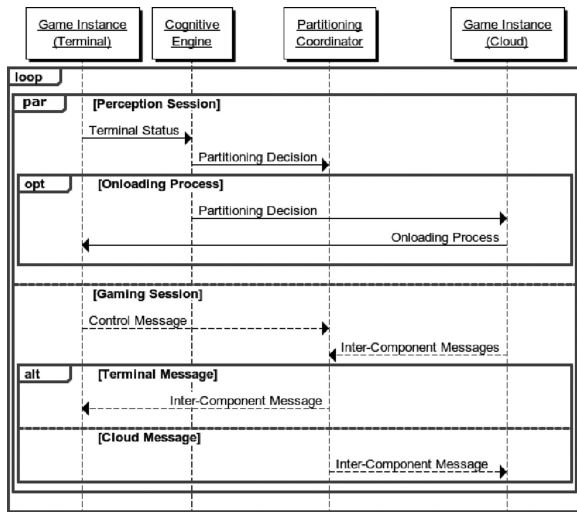 Game Instance
(Terminal)
Cognitive
Engine
Partitioning
Coordinator
Game Instance
(Cloud)
loop
par
[Perception Session]
Terminal Status
Partitioning Decision
opt
[Onloading Process]
Partitioning Decision
Onloading Process
[Gaming Session]
Control Message
Inter-Component Messages
alt
[Terminal Message]
Inter-Component Message
[Cloud Message]
Inter-Component Message